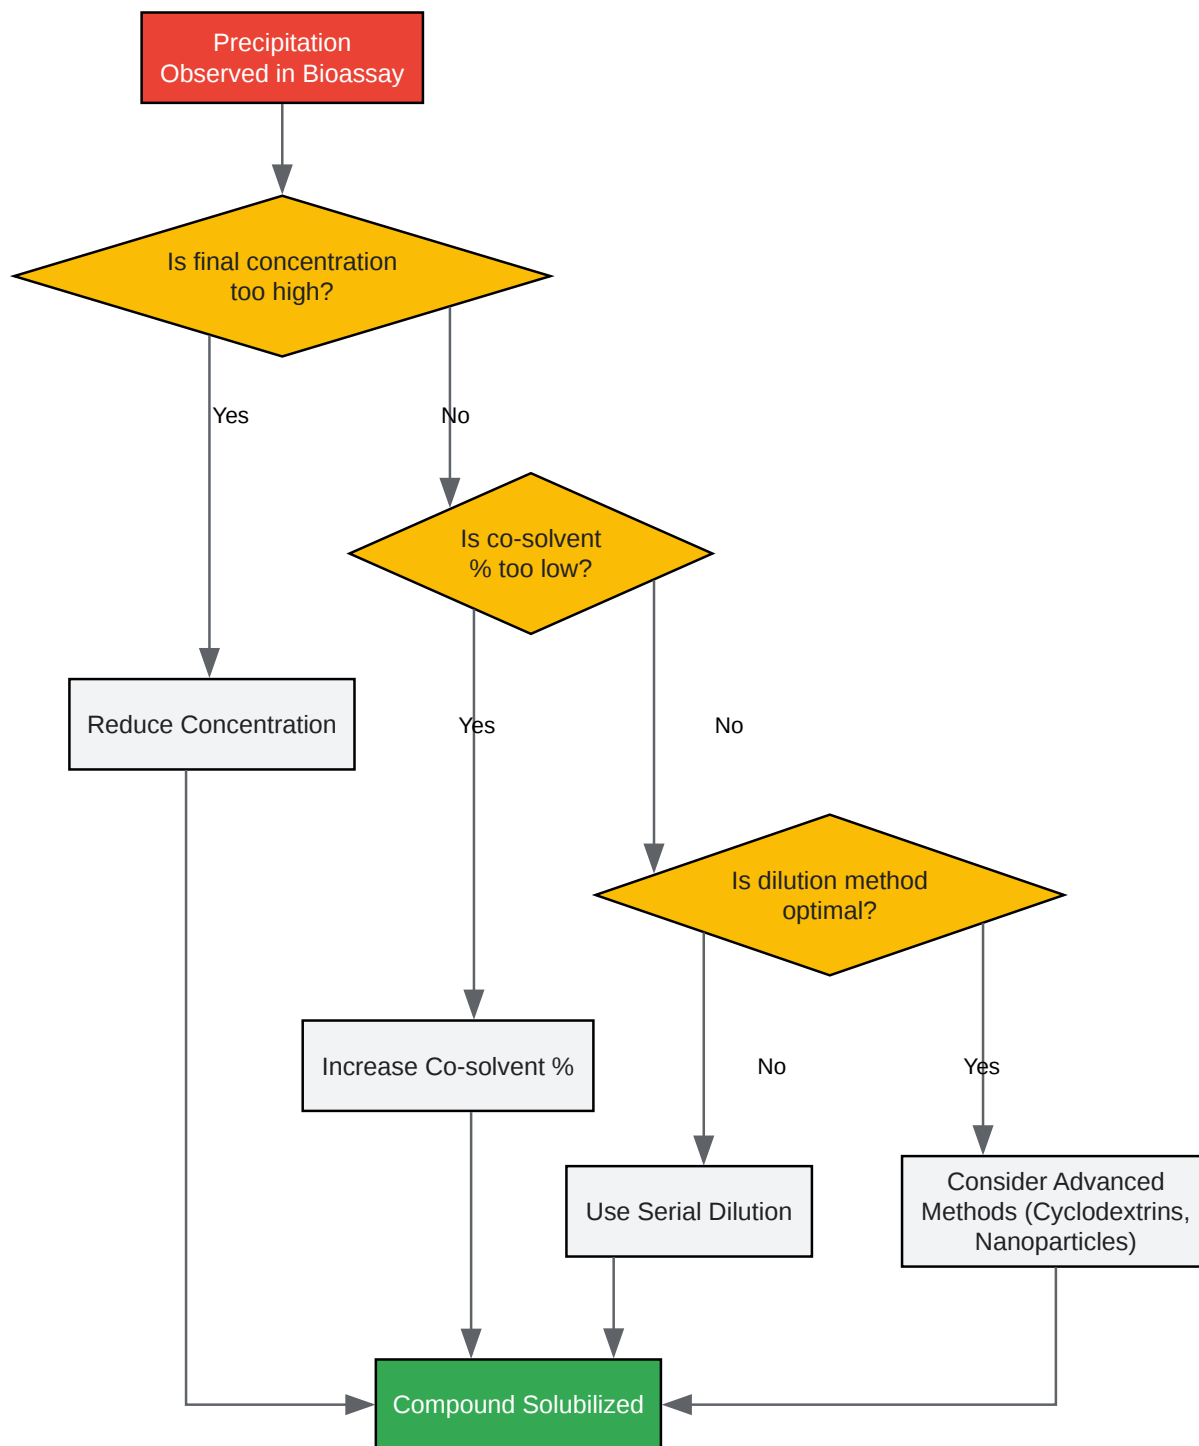 Precipitation
Observed in Bioassay
Is final concentration
too high?
Yes
No
Is co-solvent
% too low?
Reduce Concentration
Yes
No
Is dilution method
optimal?
Increase Co-solvent %
No
Yes
Use Serial Dilution
Consider Advanced
Methods (Cyclodextrins,
Nanoparticles)
Compound Solubilized